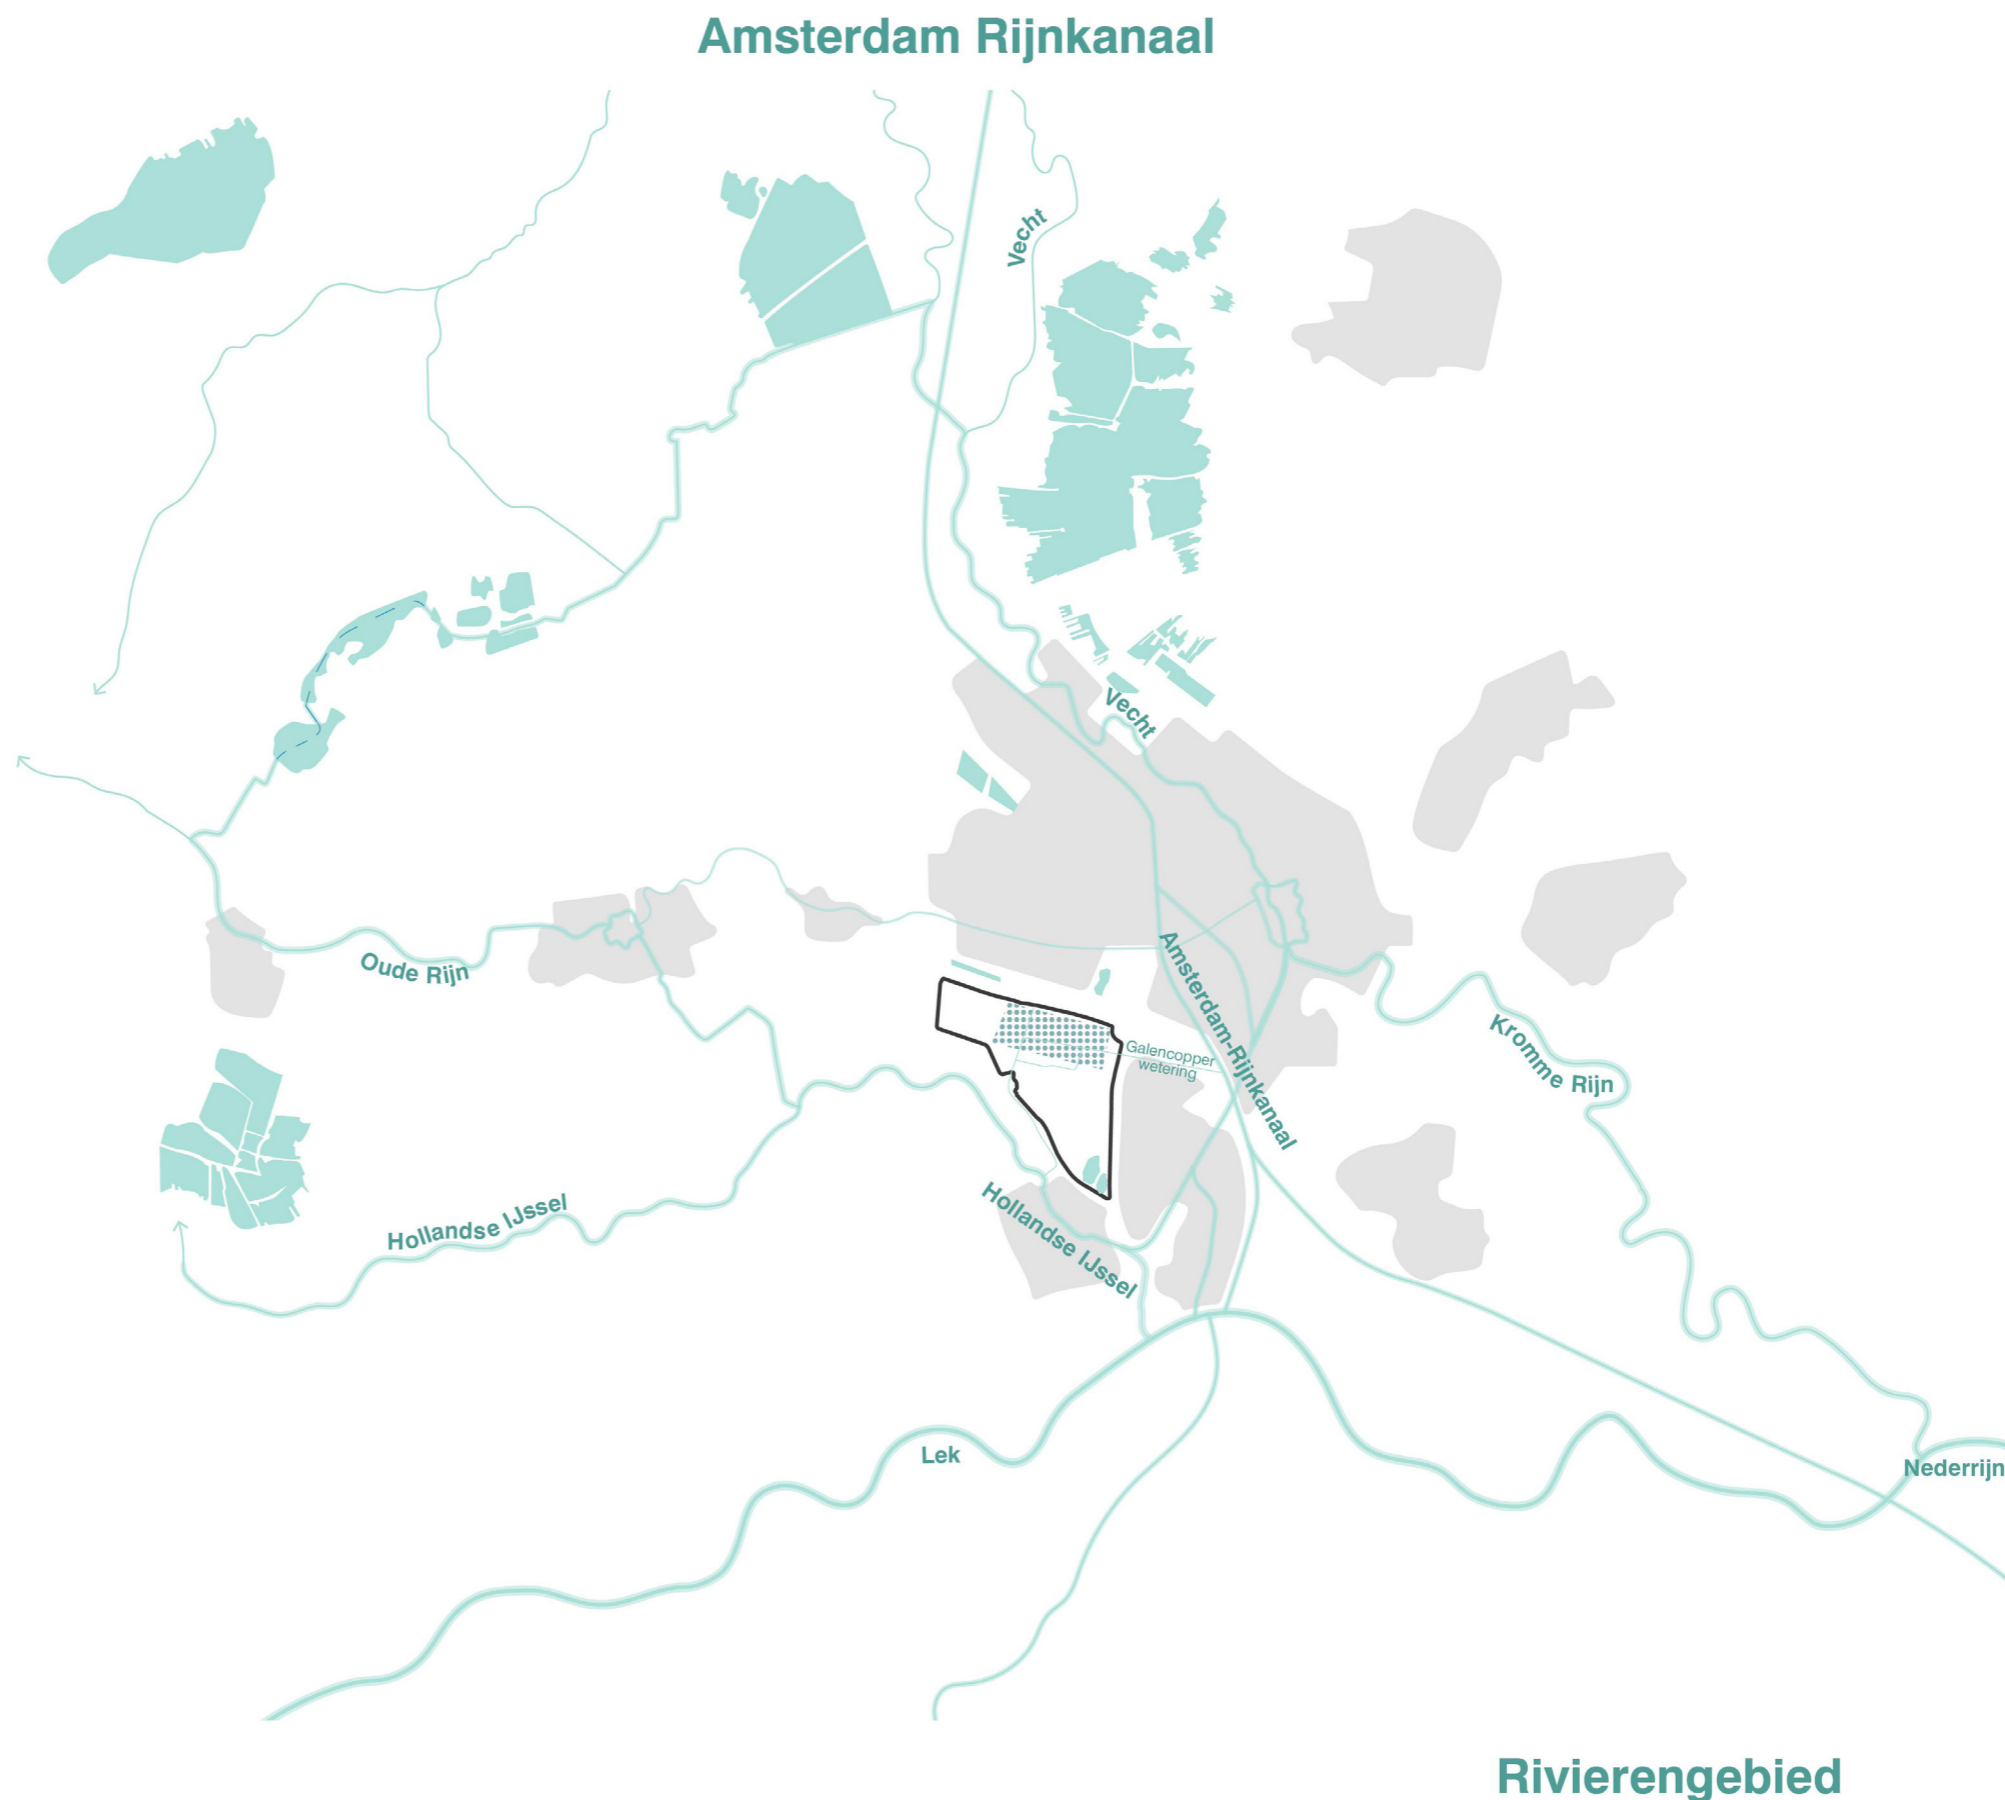 Amsterdam Rijnkanaal
Vecht
Vecht
Oude Rijn
Amsterdam-Rijnkanaal
Kromme Rijn
Galencopper
wetering
Hollandse IJssel
Hollandse IJssel
Lek
Nederrijn
Rivierengebied